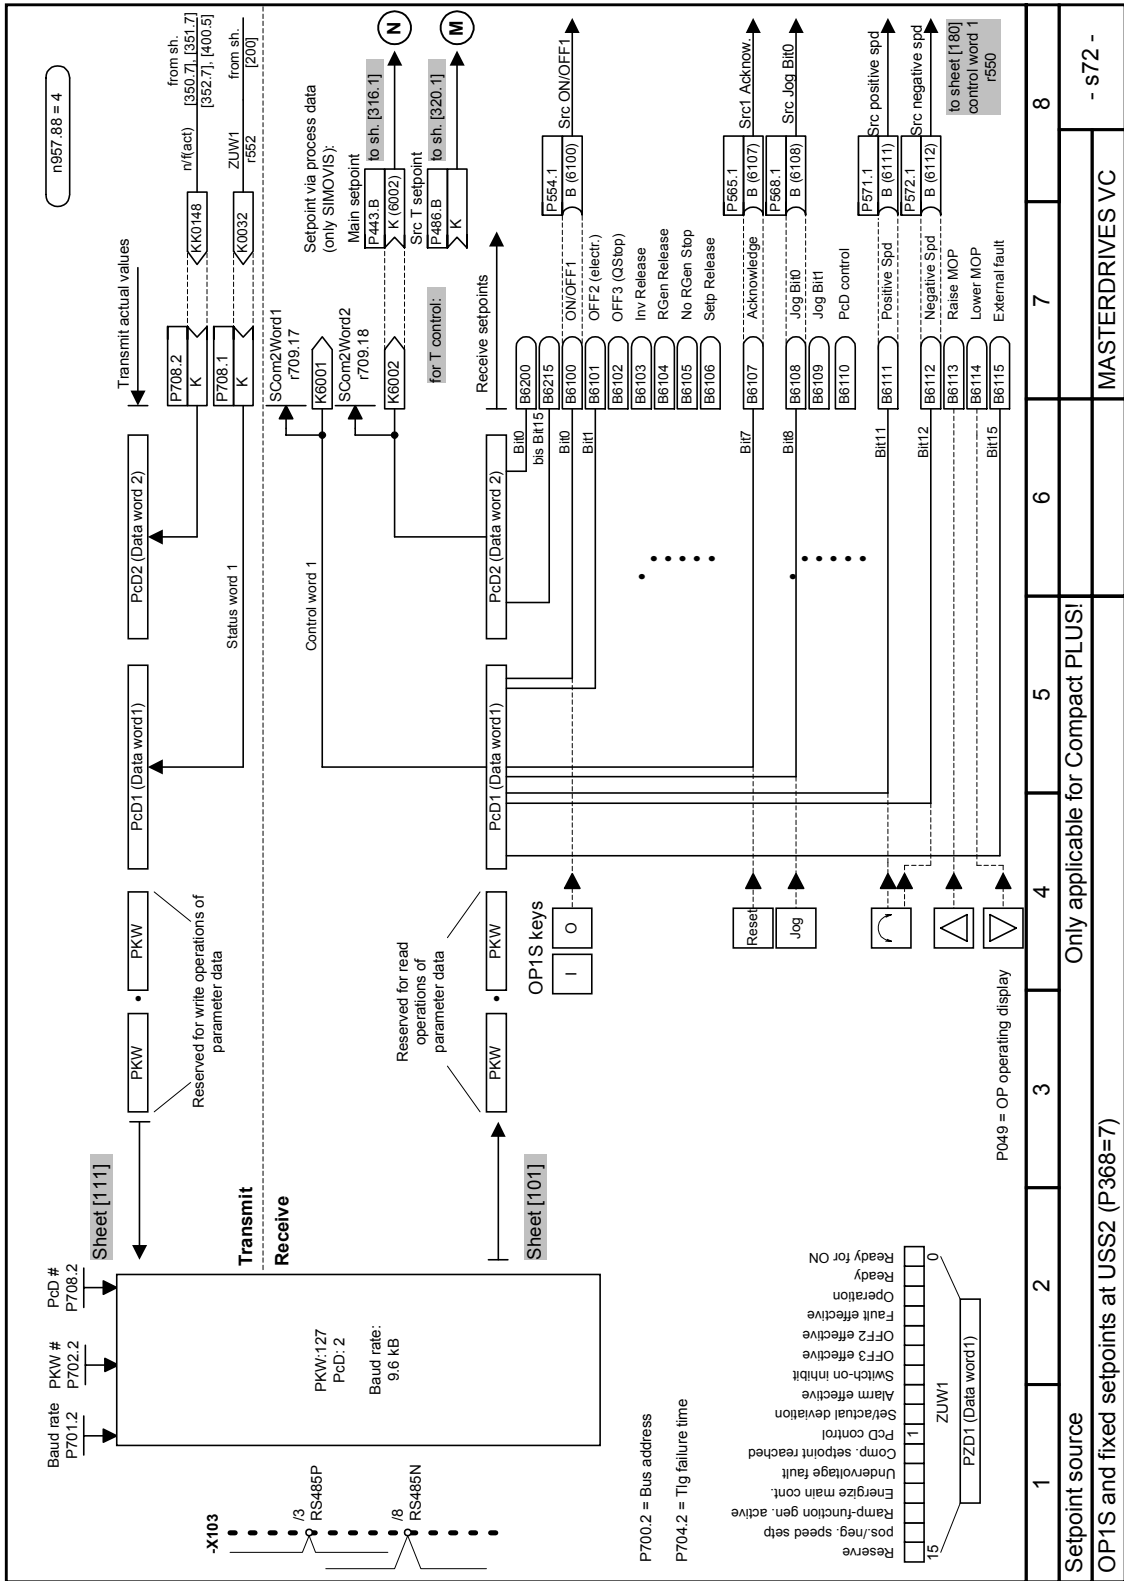 n957.88 = 4
Baud rate
P701.2
PKW #
P702.2
PcD #
P708.2
Sheet [111]
Transmit
Receive
Sheet [101]
-X103
/3
RS485P
/8
RS485N
PKW:127
PcD: 2
Baud rate:
9.6 kB
PKW
PKW
PcD1 (Data word1)
PcD2 (Data word 2)
Transmit actual values
Reserved for write operations of
parameter data
Status word 1
P708.2
K
KK0148
n/f(act)
from sh.
[350.7], [351.7]
[352.7], [400.5]
P708.1
K
K0032
ZUW1
r552
from sh.
[200]
SCom2Word1
r709.17
K6001
SCom2Word2
r709.18
K6002
Control word 1
Setpoint via process data
(only SIMOVIS):
Main setpoint
P443.B
K (6002)
to sh. [316.1]
N
for T control:
Src T setpoint
P486.B
K
to sh. [320.1]
M
Reserved for read
operations of
parameter data
PKW
PKW
PcD1 (Data word1)
PcD2 (Data word 2)
Receive setpoints
Bit0
B6200
bis Bit15
B6215
OP1S keys
I
O
Bit0
B6100
ON/OFF1
P554.1
B (6100)
Src ON/OFF1
Bit1
B6101
OFF2 (electr.)
B6102
OFF3 (QStop)
B6103
Inv Release
B6104
RGen Release
B6105
No RGen Stop
B6106
Setp Release
Reset
Bit7
B6107
Acknowledge
P565.1
B (6107)
Src1 Acknow.
Jog
Bit8
B6108
Jog Bit0
P568.1
B (6108)
Src Jog Bit0
B6109
Jog Bit1
B6110
PcD control
Bit11
B6111
Positive Spd
P571.1
B (6111)
Src positive spd
Bit12
B6112
Negative Spd
P572.1
B (6112)
Src negative spd
B6113
Raise MOP
B6114
Lower MOP
Bit15
B6115
External fault
to sheet [180]
control word 1
r550
P700.2 = Bus address
P704.2 = Tlg failure time
P049 = OP operating display
Reserve
pos./neg. speed setp
Ramp-function gen. active
Energize main cont.
Undervoltage fault
Comp. setpoint reached
PcD control
Set/actual deviation
Alarm effective
Switch-on inhibit
OFF3 effective
OFF2 effective
Fault effective
Operation
Ready
Ready for ON
1
15
ZUW1
0
PZD1 (Data word1)
1
2
3
4
5
6
7
8
Setpoint source
Only applicable for Compact PLUS!
OP1S and fixed setpoints at USS2 (P368=7)
MASTERDRIVES VC
- s72 -